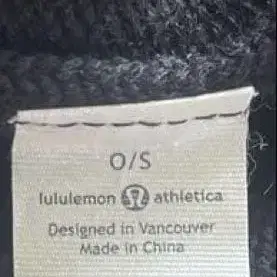 O/S
lululemon athletica
Designed in Vancouver
Made in China